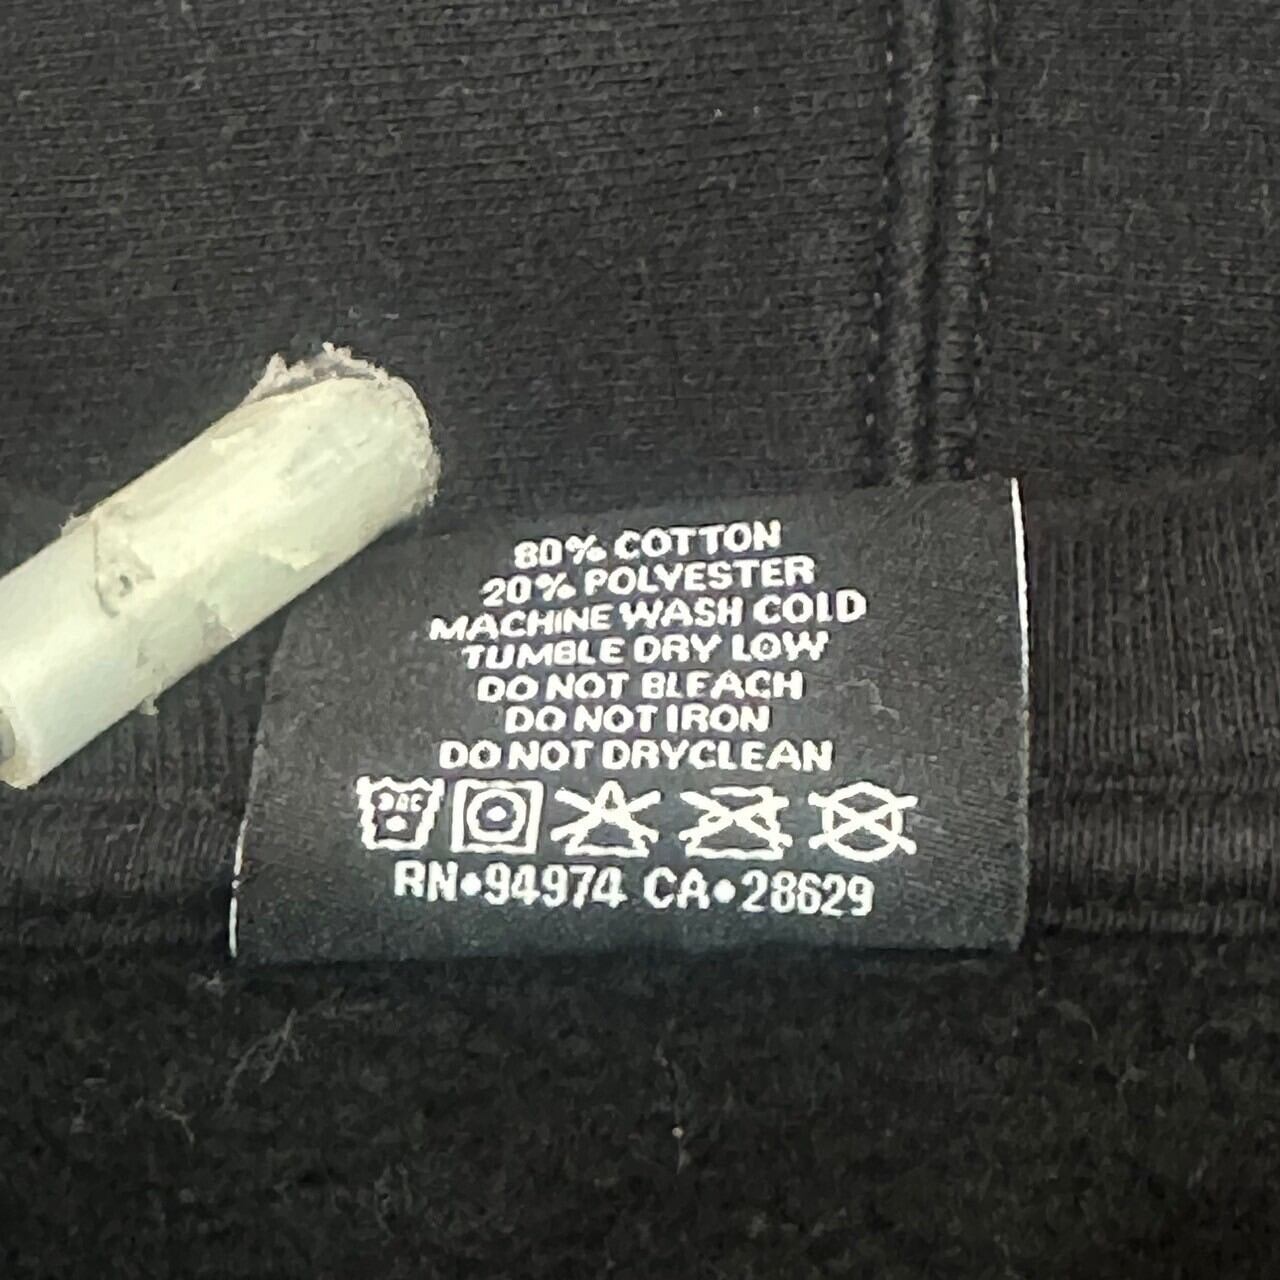 80% COTTON
20% POLYESTER
MACHINE WASH COLD
TUMBLE DRY LOW
DO NOT BLEACH
DO NOT IRON
DO NOT DRYCLEAN
30C
RN•94974 CA•28629